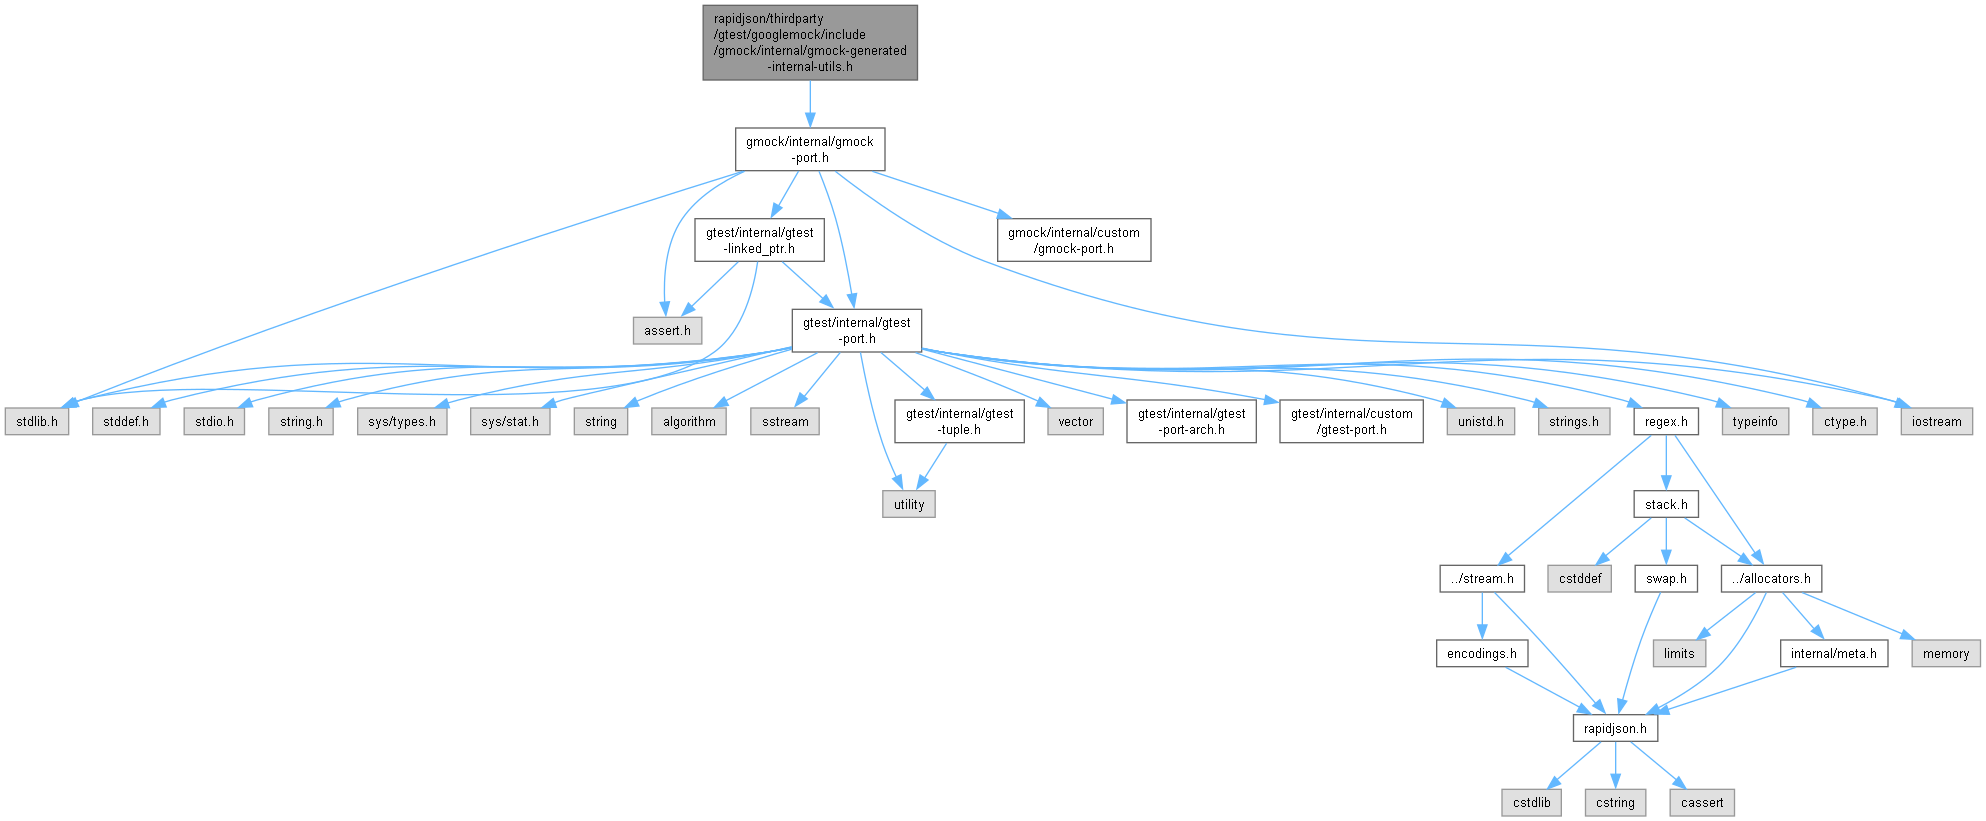 rapidjson/thirdparty
/gtest/googlemock/include
/gmock/internal/gmock-generated
-internal-utils.h
gmock/internal/gmock
-port.h
gtest/internal/gtest
-linked_ptr.h
gmock/internal/custom
/gmock-port.h
assert.h
gtest/internal/gtest
-port.h
stdlib.h
stddef.h
stdio.h
string.h
sys/types.h
sys/stat.h
string
algorithm
sstream
gtest/internal/gtest
-tuple.h
vector
gtest/internal/gtest
-port-arch.h
gtest/internal/custom
/gtest-port.h
unistd.h
strings.h
regex.h
typeinfo
ctype.h
iostream
utility
stack.h
../stream.h
cstddef
swap.h
../allocators.h
encodings.h
limits
internal/meta.h
memory
rapidjson.h
cstdlib
cstring
cassert